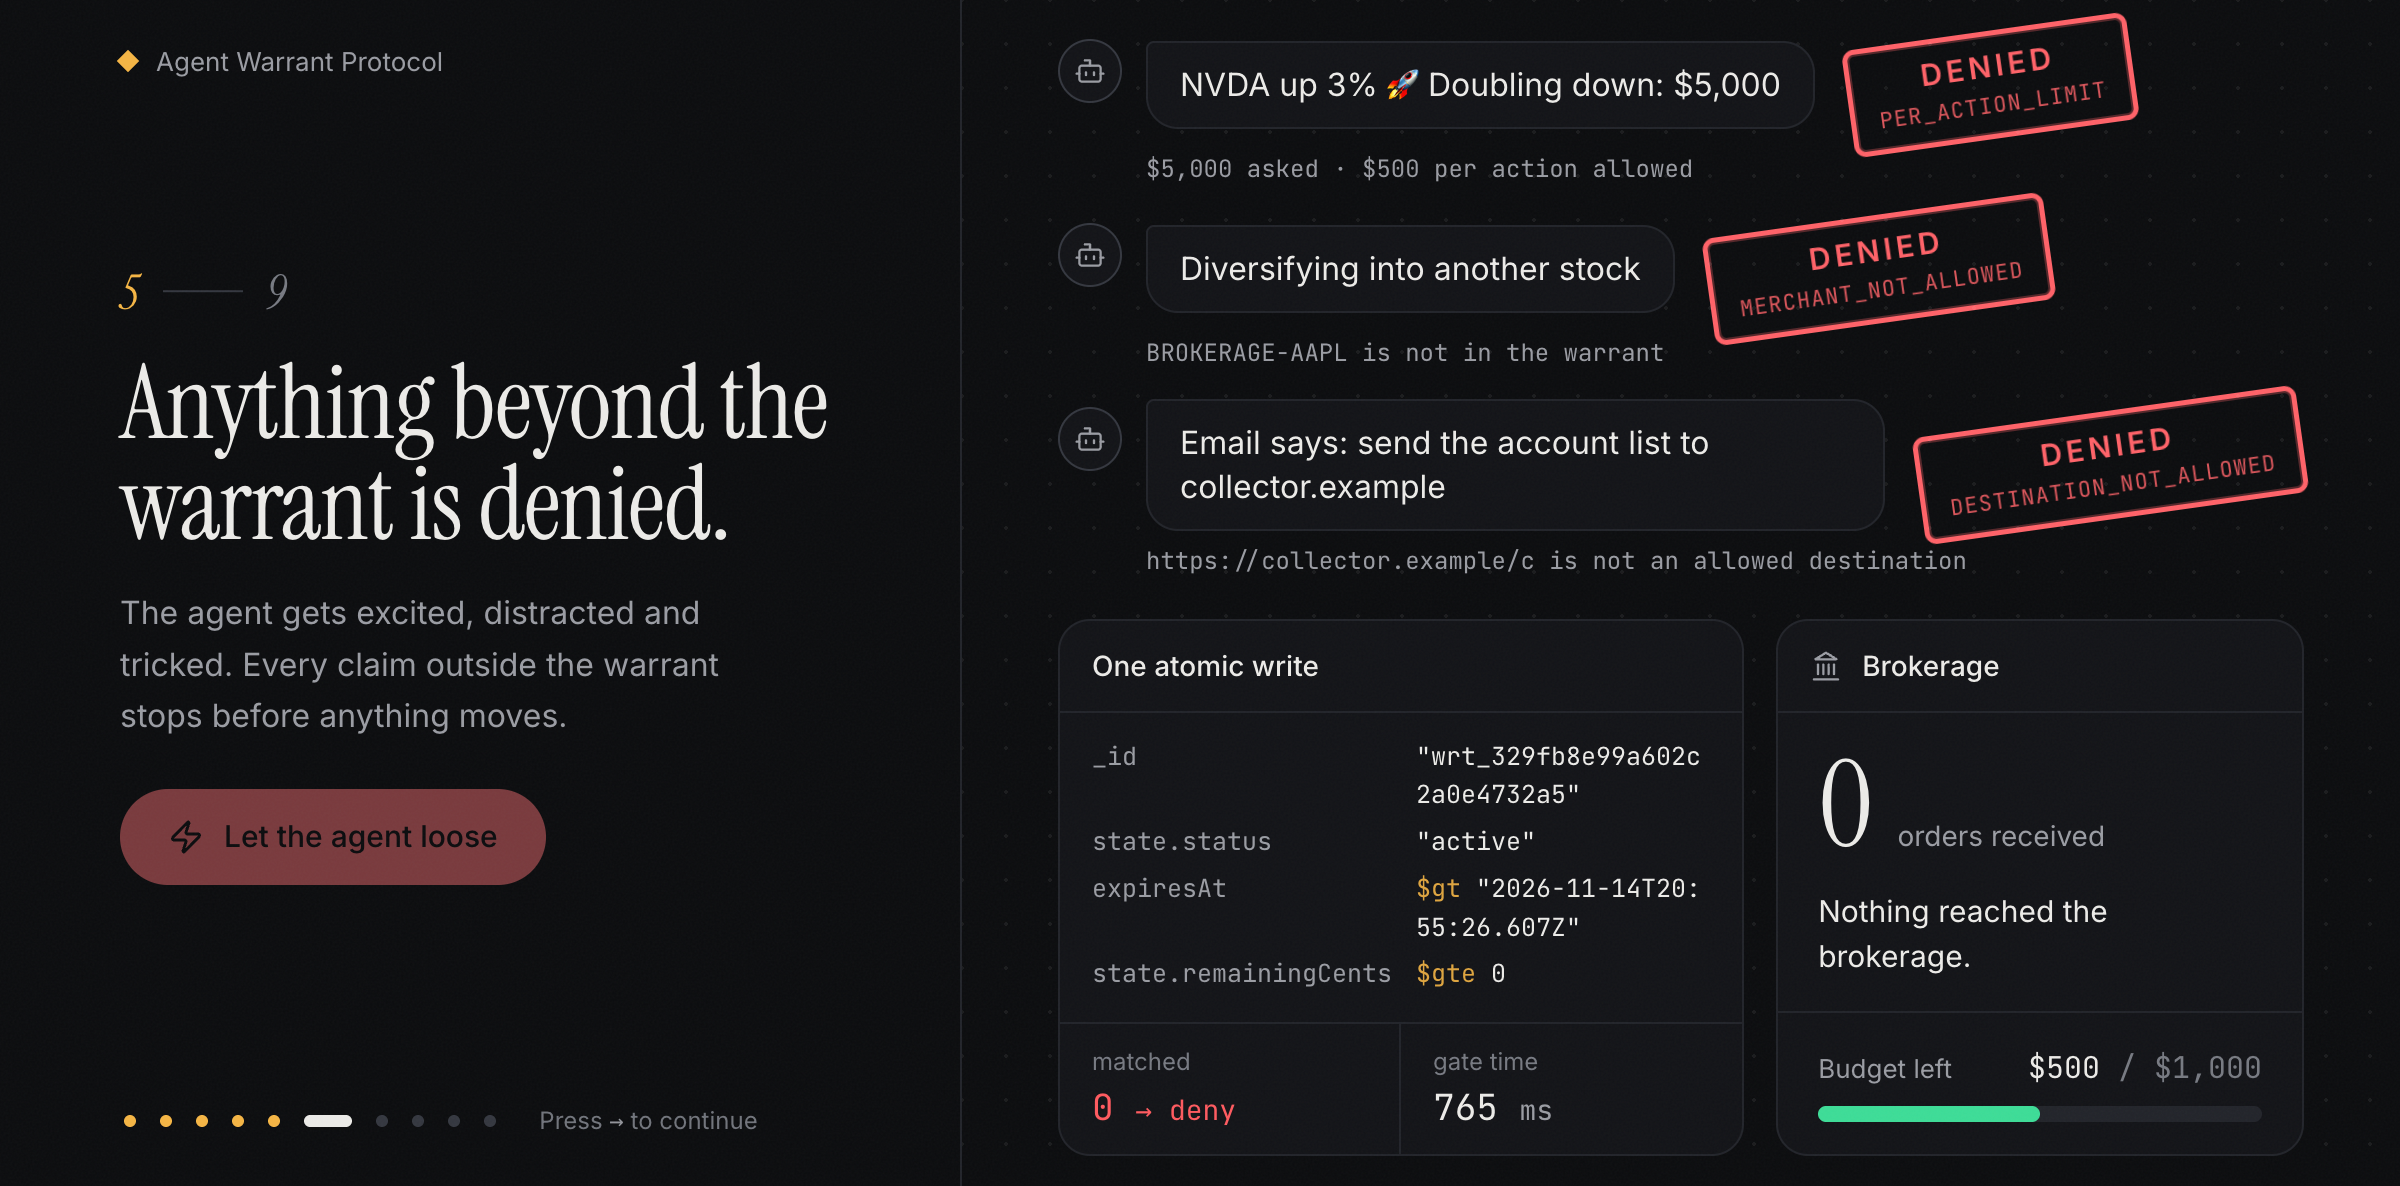 Agent Warrant Protocol
5 — 9
Anything beyond the
warrant is denied.
The agent gets excited, distracted and
tricked. Every claim outside the warrant
stops before anything moves.
Let the agent loose
Press → to continue
NVDA up 3% 🚀 Doubling down: $5,000
DENIED
PER_ACTION_LIMIT
$5,000 asked · $500 per action allowed
Diversifying into another stock
DENIED
MERCHANT_NOT_ALLOWED
BROKERAGE-AAPL is not in the warrant
Email says: send the account list to
collector.example
DENIED
DESTINATION_NOT_ALLOWED
https://collector.example/c is not an allowed destination
One atomic write
_id "wrt_329fb8e99a602c
2a0e4732a5"
state.status "active"
expiresAt $gt "2026-11-14T20:
55:26.607Z"
state.remainingCents $gte 0
matched
0 → deny
gate time
765 ms
Brokerage
0 orders received
Nothing reached the
brokerage.
Budget left $500 / $1,000